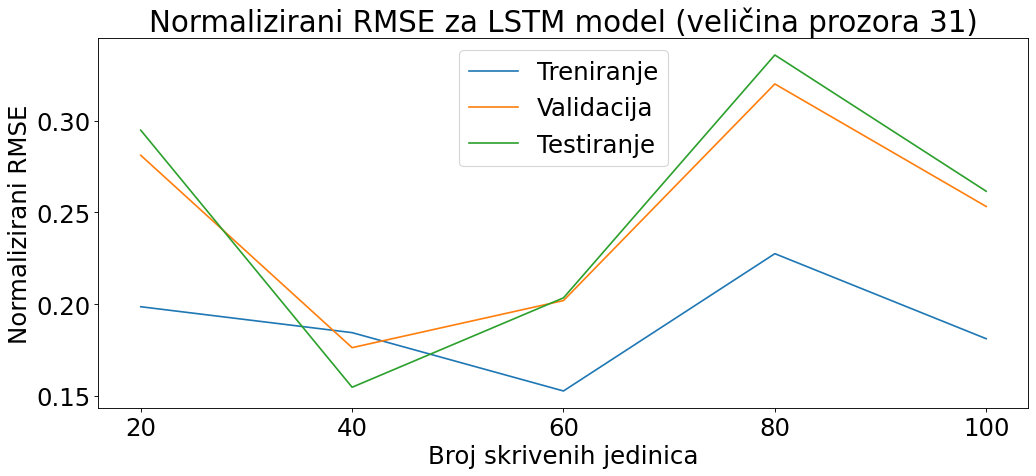 Normalizirani RMSE za LSTM model (veličina prozora 31)
Treniranje
Validacija
Testiranje
Normalizirani RMSE
0.30
0.25
0.20
0.15
20 40 60 80 100
Broj skrivenih jedinica